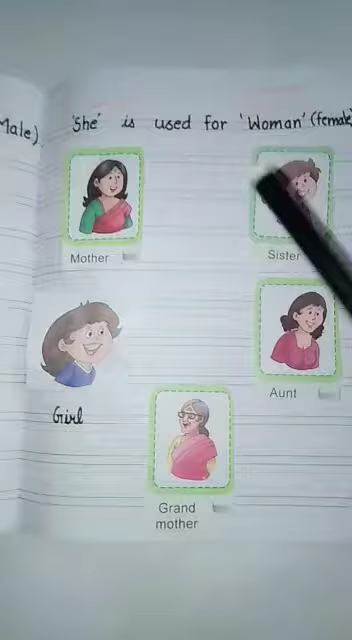 Male) 'She' is used for 'Woman' (female
Mother
Sister
Girl
Aunt
Grand
mother